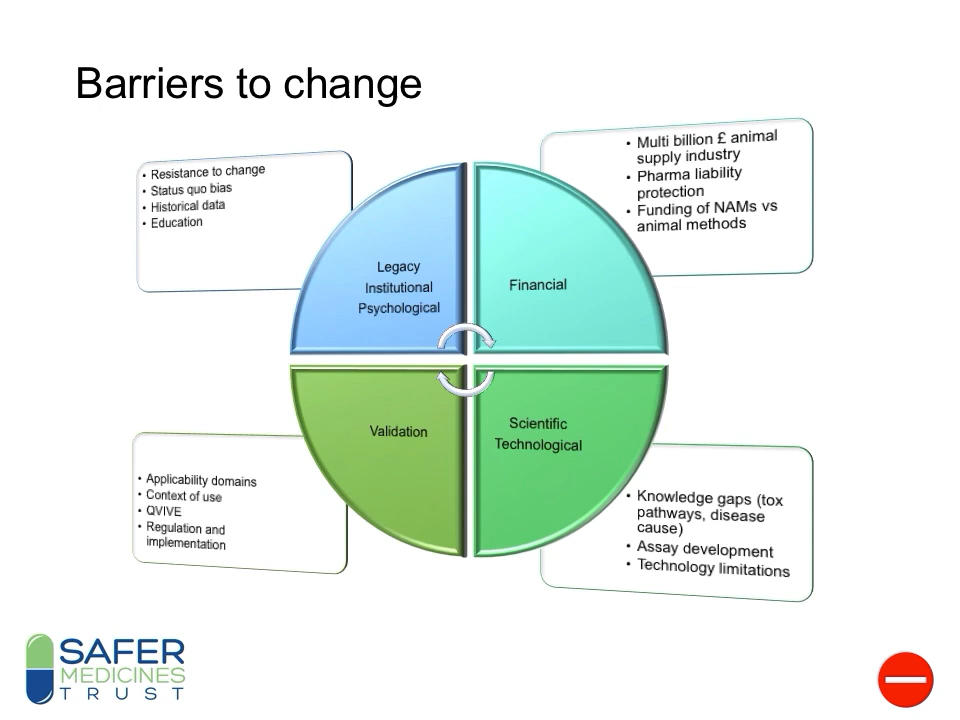 Barriers to change
• Resistance to change
• Status quo bias
• Historical data
• Education
• Multi billion £ animal
supply industry
• Pharma liability
protection
• Funding of NAMs vs
animal methods
Legacy
Institutional
Psychological
Financial
Validation
Scientific
Technological
• Applicability domains
• Context of use
• QVIVE
• Regulation and
implementation
• Knowledge gaps (tox
pathways, disease
cause)
• Assay development
• Technology limitations
SAFER
MEDICINES
TRUST